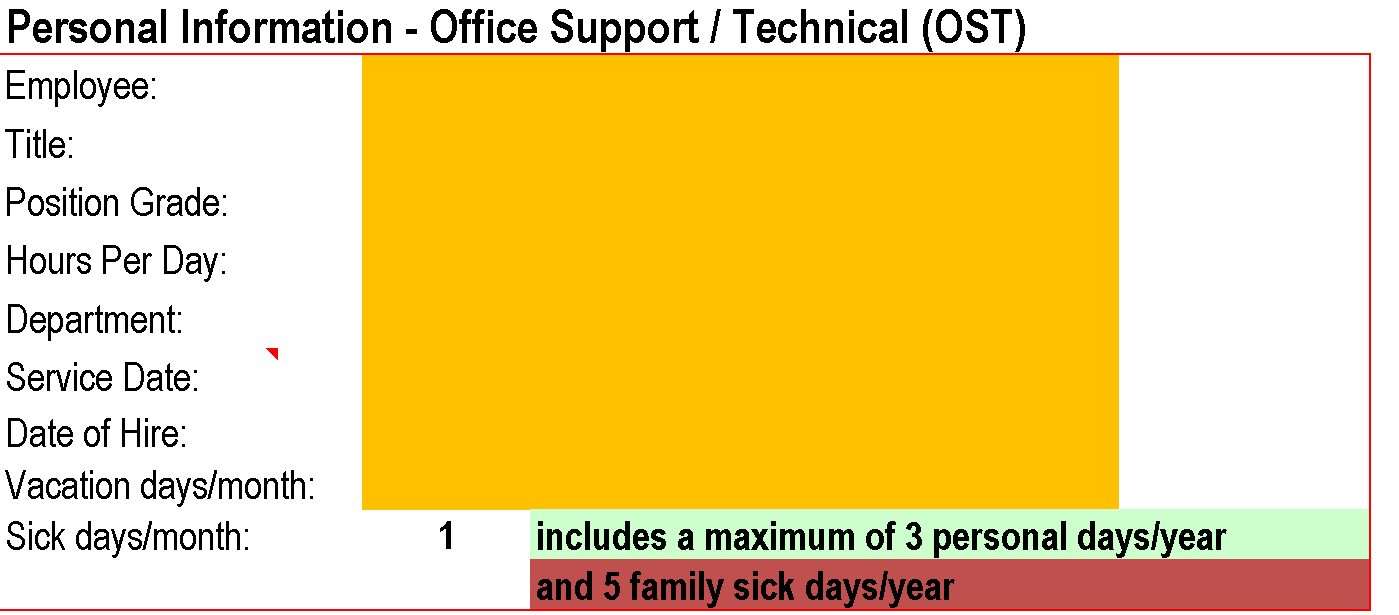 Personal Information - Office Support / Technical (OST)
Employee:
Title:
Position Grade:
Hours Per Day:
Department:
Service Date:
Date of Hire:
Vacation days/month:
Sick days/month: 1 includes a maximum of 3 personal days/year
and 5 family sick days/year